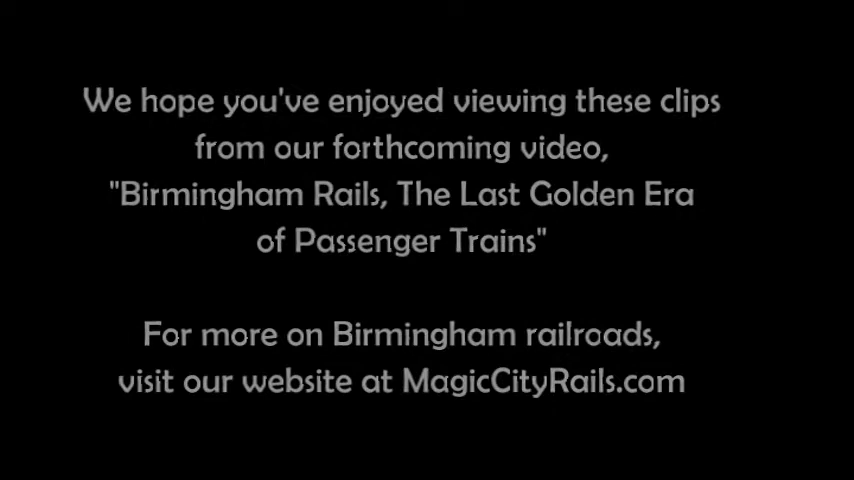 We hope you've enjoyed viewing these clips
from our forthcoming video,
"Birmingham Rails, The Last Golden Era
of Passenger Trains"
For more on Birmingham railroads,
visit our website at MagicCityRails.com